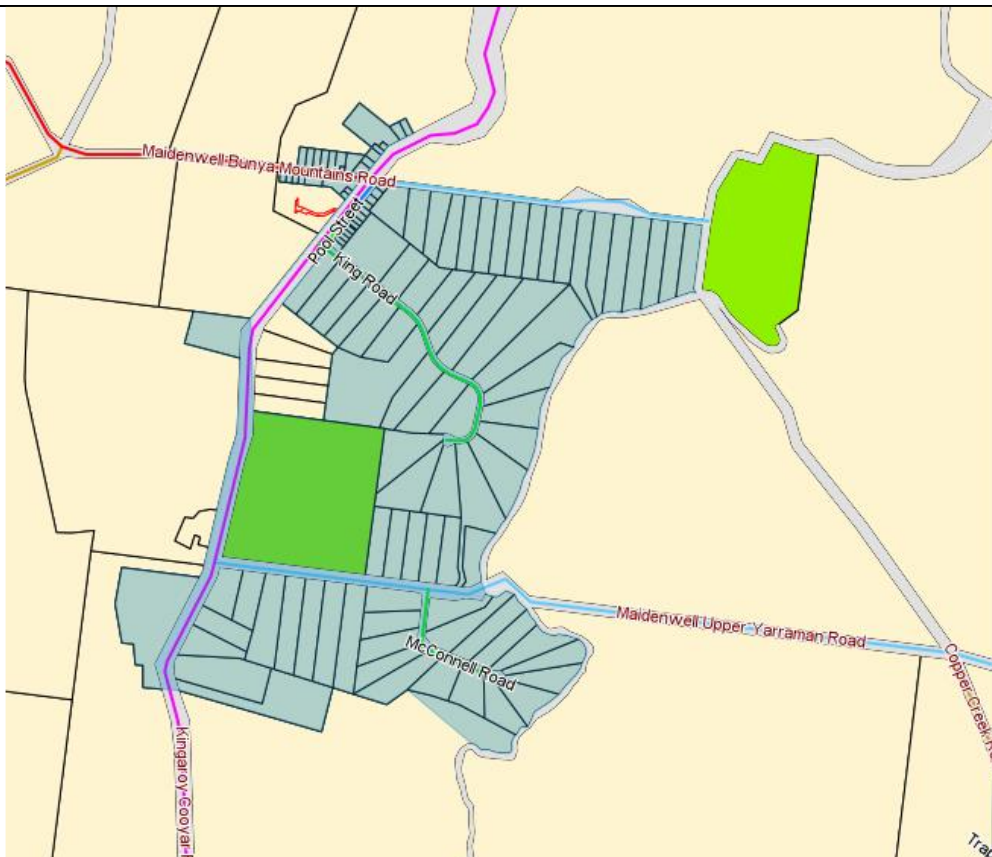 Maidenwell Bunya Mountains Road
Pool Street
King Road
Maidenwell Upper Yarraman Road
McConnell Road
Copper Creek
Kingaroy Cooyar